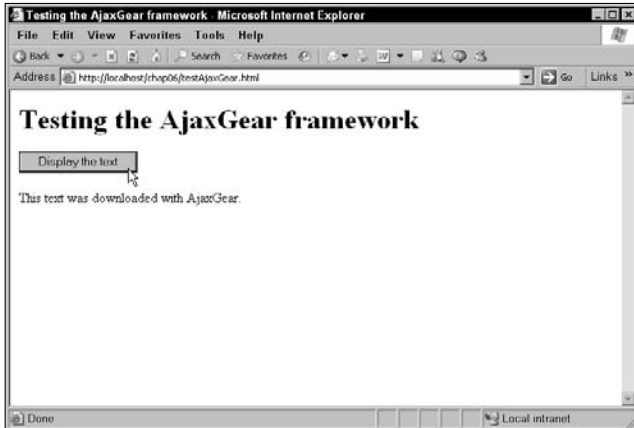 Testing the AjaxGear framework - Microsoft Internet Explorer
File Edit View Favorites Tools Help
Back Search Favorites
Address http://localhost/chap06/testAjaxGear.html Go Links »
Testing the AjaxGear framework
Display the text
This text was downloaded with AjaxGear.
Done Local intranet